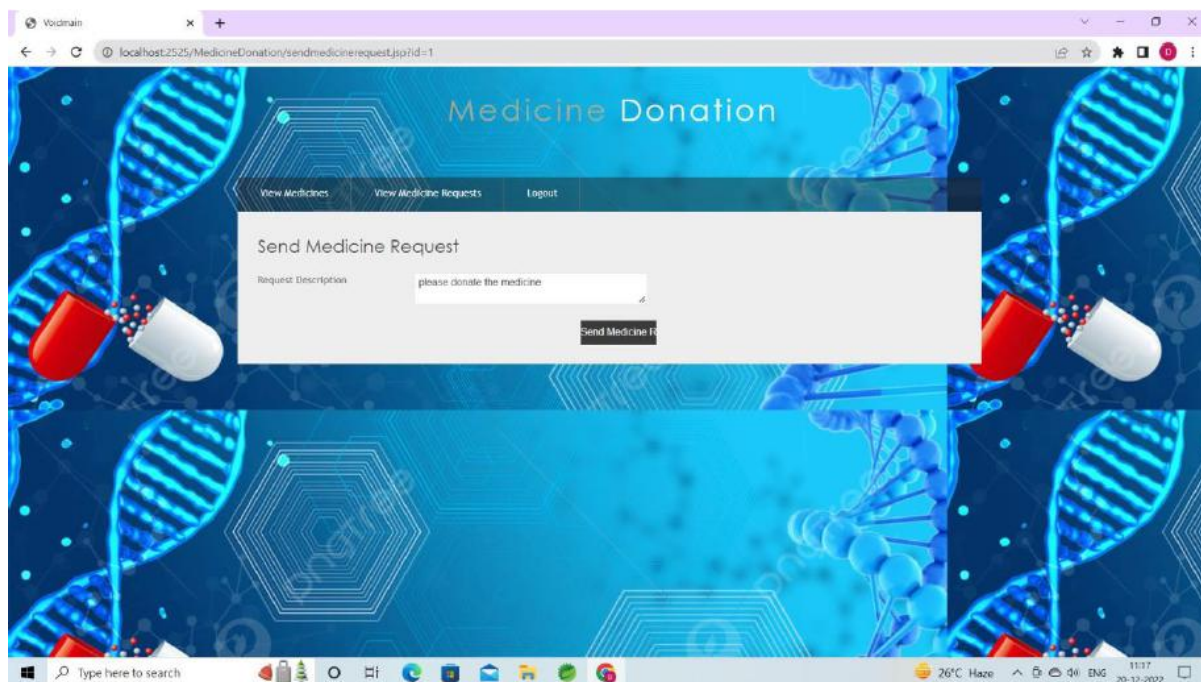 Voidmain
localhost:2525/MedicineDonation/sendmedicinerequest.jsp?id=1
D
Medicine Donation
View Medicines View Medicine Requests Logout
Send Medicine Request
Request Description please donate the medicine
Send Medicine R
pngtree
Type here to search 26°C Haze ENG 11:17
20-12-2022